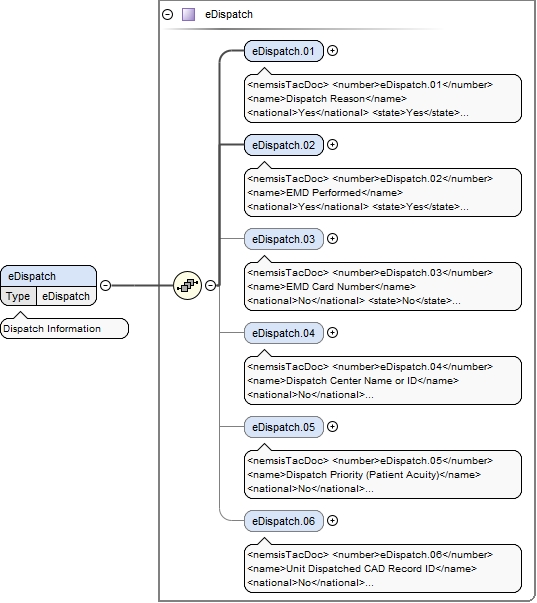 eDispatch
eDispatch.01
<nemsisTacDoc> <number>eDispatch.01</number>
<name>Dispatch Reason</name>
<national>Yes</national> <state>Yes</state>...
eDispatch.02
<nemsisTacDoc> <number>eDispatch.02</number>
<name>EMD Performed</name>
<national>Yes</national> <state>Yes</state>...
eDispatch.03
<nemsisTacDoc> <number>eDispatch.03</number>
<name>EMD Card Number</name>
<national>No</national> <state>No</state>...
eDispatch
Type eDispatch
Dispatch Information
eDispatch.04
<nemsisTacDoc> <number>eDispatch.04</number>
<name>Dispatch Center Name or ID</name>
<national>No</national>...
eDispatch.05
<nemsisTacDoc> <number>eDispatch.05</number>
<name>Dispatch Priority (Patient Acuity)</name>
<national>No</national>...
eDispatch.06
<nemsisTacDoc> <number>eDispatch.06</number>
<name>Unit Dispatched CAD Record ID</name>
<national>No</national>...